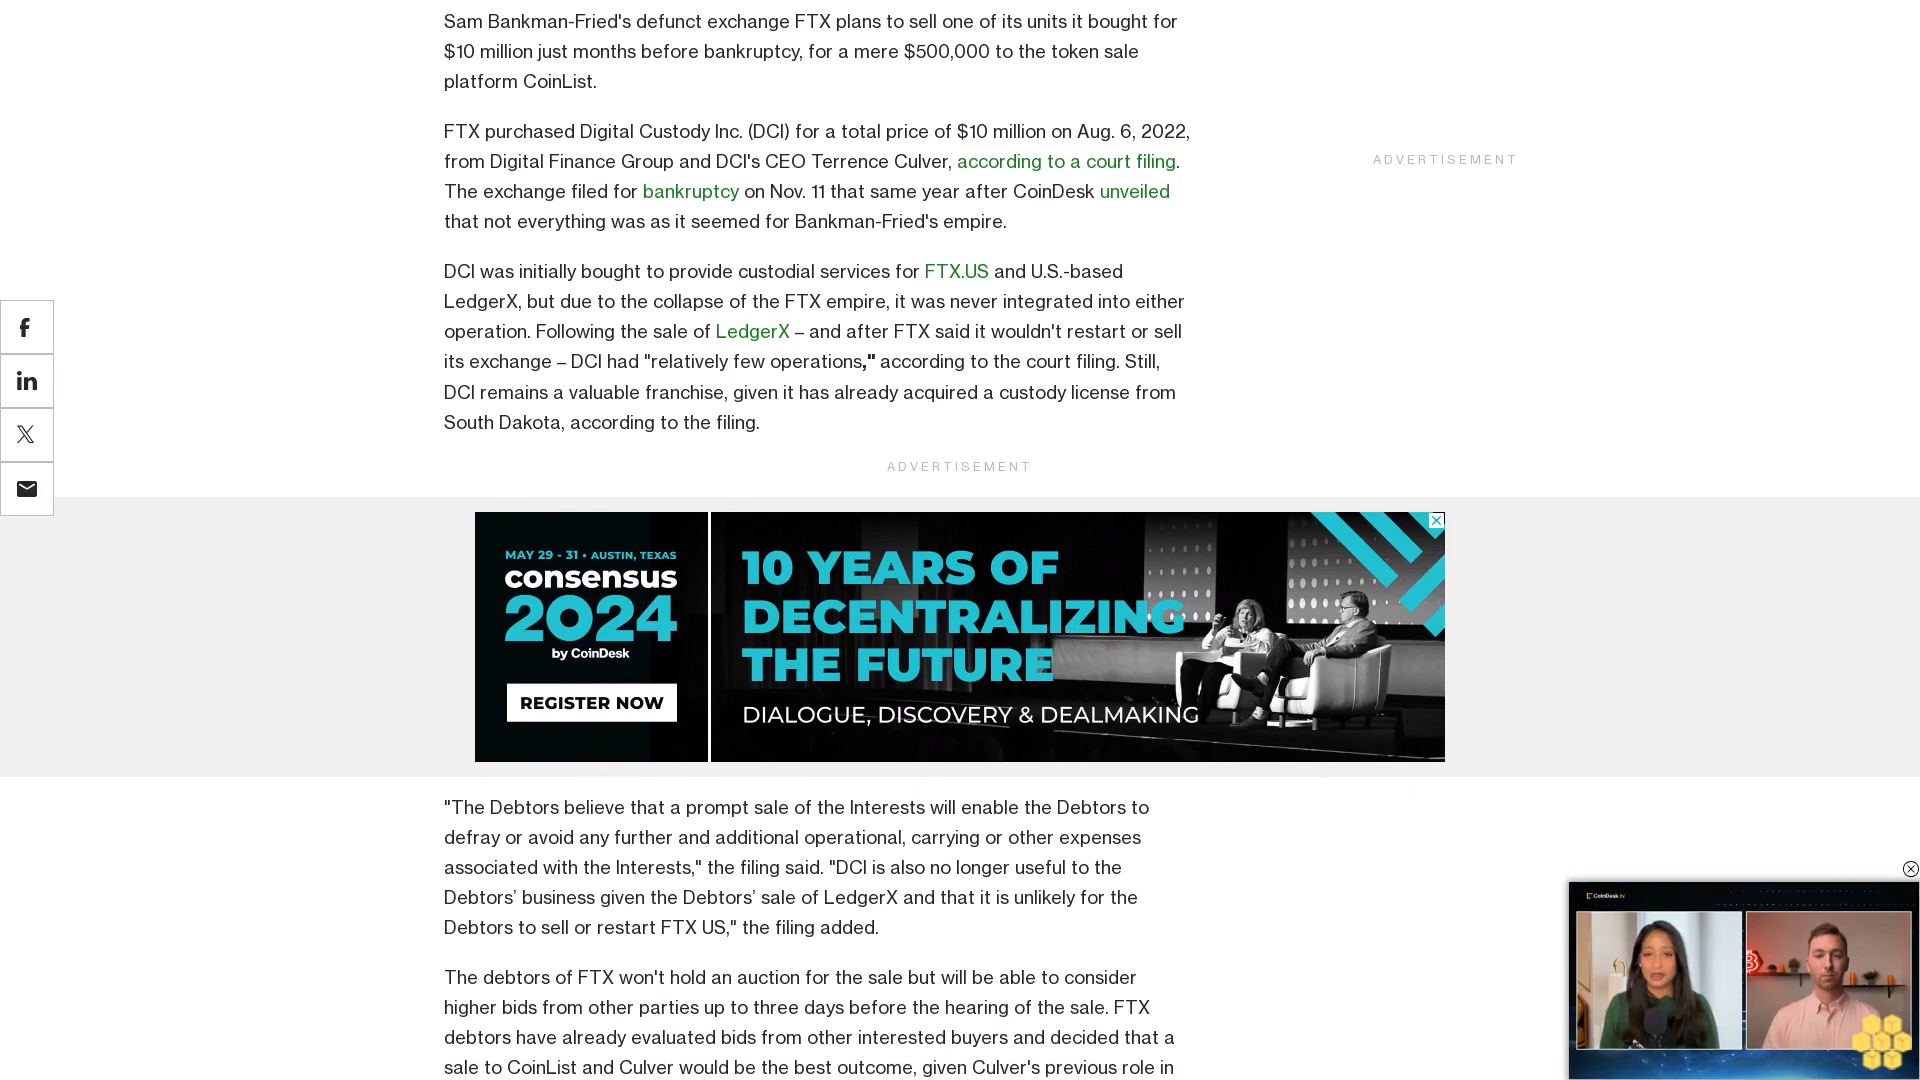 Sam Bankman-Fried's defunct exchange FTX plans to sell one of its units it bought for
$10 million just months before bankruptcy, for a mere $500,000 to the token sale
platform CoinList.
FTX purchased Digital Custody Inc. (DCI) for a total price of $10 million on Aug. 6, 2022,
from Digital Finance Group and DCI's CEO Terrence Culver, according to a court filing.
The exchange filed for bankruptcy on Nov. 11 that same year after CoinDesk unveiled
that not everything was as it seemed for Bankman-Fried's empire.
ADVERTISEMENT
DCI was initially bought to provide custodial services for FTX.US and U.S.-based
LedgerX, but due to the collapse of the FTX empire, it was never integrated into either
operation. Following the sale of LedgerX – and after FTX said it wouldn't restart or sell
its exchange – DCI had "relatively few operations," according to the court filing. Still,
DCI remains a valuable franchise, given it has already acquired a custody license from
South Dakota, according to the filing.
ADVERTISEMENT
MAY 29 - 31 • AUSTIN, TEXAS
consensus
2024
by CoinDesk
REGISTER NOW
10 YEARS OF
DECENTRALIZING
THE FUTURE
DIALOGUE, DISCOVERY & DEALMAKING
"The Debtors believe that a prompt sale of the Interests will enable the Debtors to
defray or avoid any further and additional operational, carrying or other expenses
associated with the Interests," the filing said. "DCI is also no longer useful to the
Debtors’ business given the Debtors’ sale of LedgerX and that it is unlikely for the
Debtors to sell or restart FTX US," the filing added.
The debtors of FTX won't hold an auction for the sale but will be able to consider
higher bids from other parties up to three days before the hearing of the sale. FTX
debtors have already evaluated bids from other interested buyers and decided that a
sale to CoinList and Culver would be the best outcome, given Culver's previous role in
CoinDesk.tv